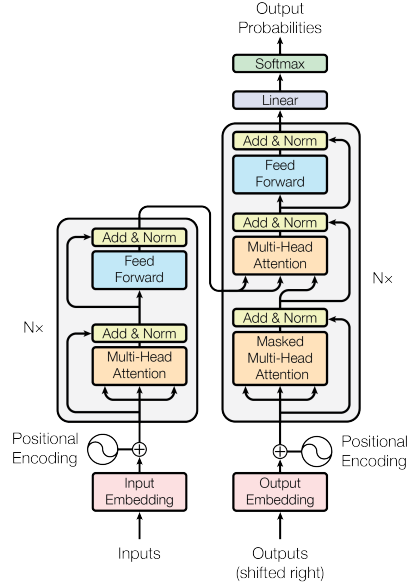 Output
Probabilities
Softmax
Linear
Add & Norm
Feed
Forward
Add & Norm
Multi-Head
Attention
Add & Norm
Masked
Multi-Head
Attention
N×
Positional
Encoding
Output
Embedding
Outputs
(shifted right)
Add & Norm
Feed
Forward
Add & Norm
Multi-Head
Attention
N×
Positional
Encoding
Input
Embedding
Inputs